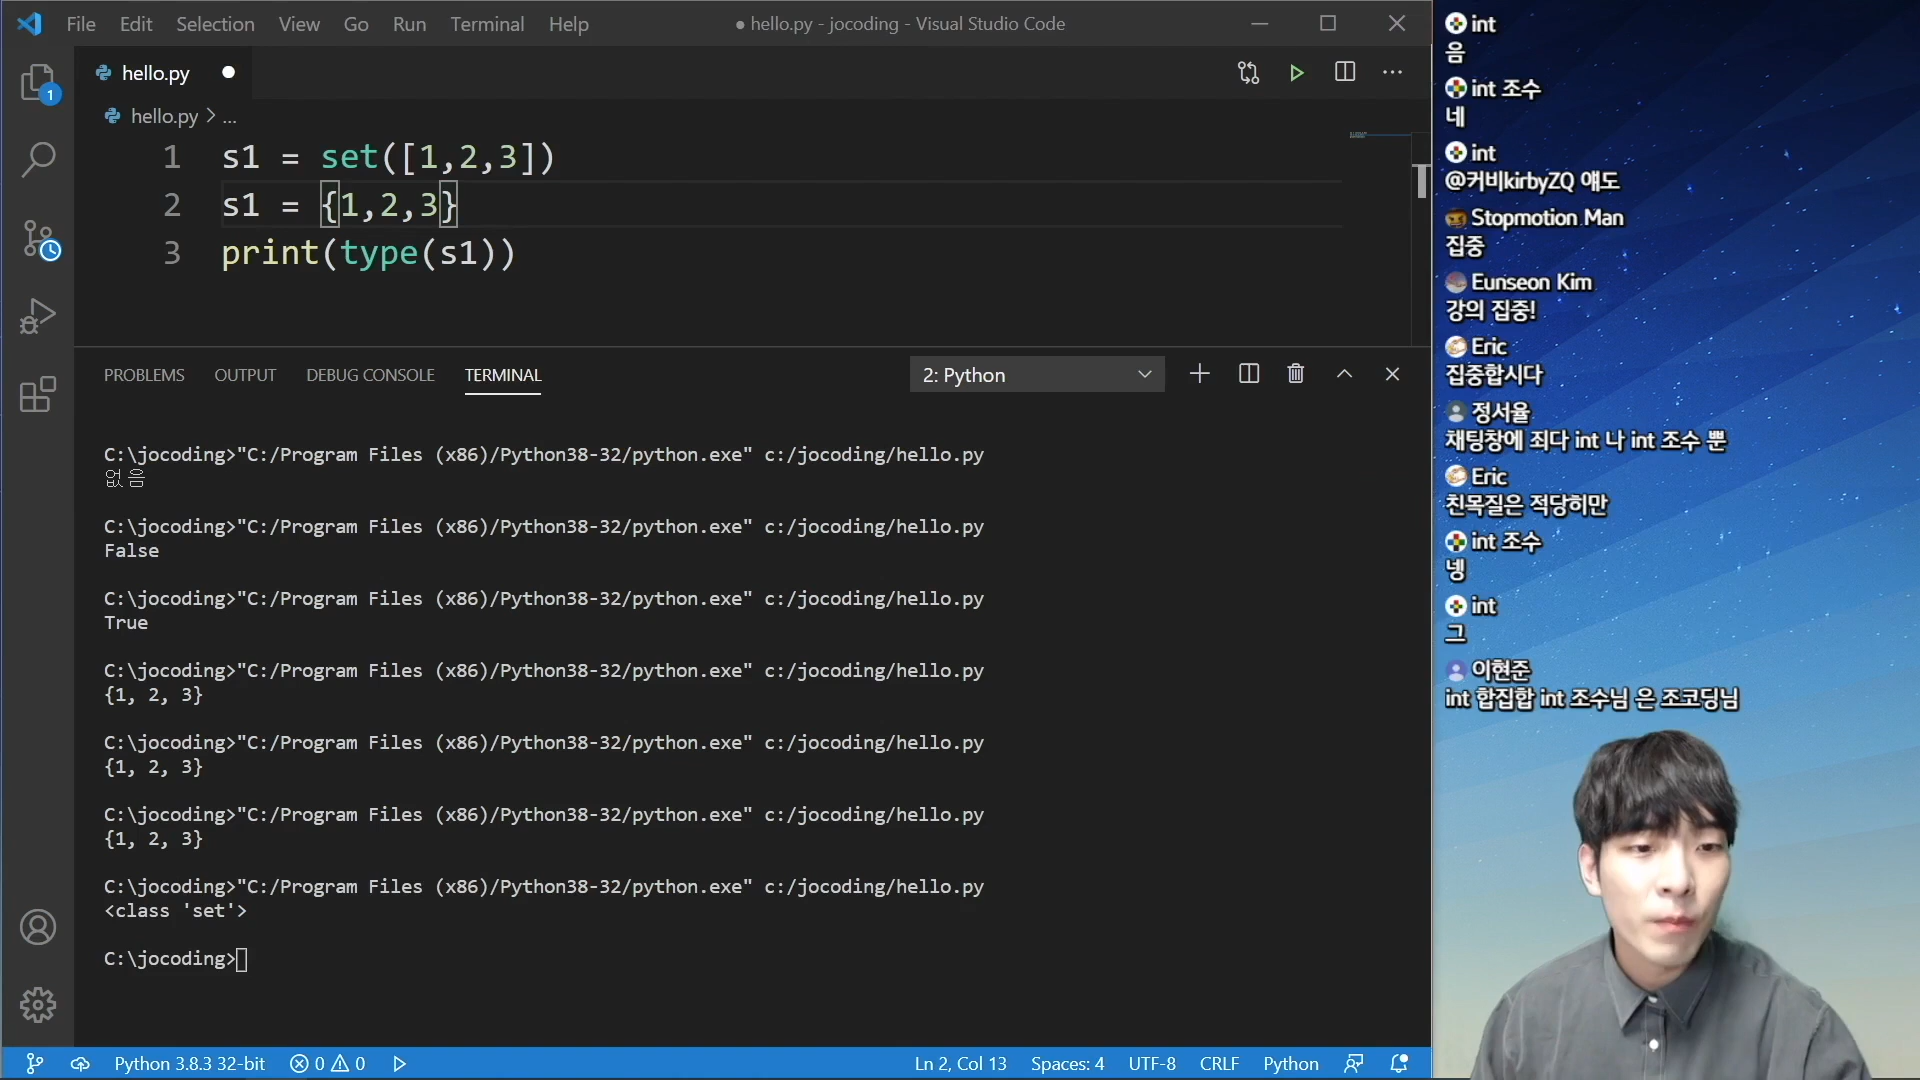 File Edit Selection View Go Run Terminal Help ● hello.py - jocoding - Visual Studio Code
hello.py ●
1
hello.py > ...
1 s1 = set([1,2,3])
2 s1 = {1,2,3}
3 print(type(s1))
PROBLEMS OUTPUT DEBUG CONSOLE TERMINAL 2: Python
C:\jocoding>"C:/Program Files (x86)/Python38-32/python.exe" c:/jocoding/hello.py
없음
C:\jocoding>"C:/Program Files (x86)/Python38-32/python.exe" c:/jocoding/hello.py
False
C:\jocoding>"C:/Program Files (x86)/Python38-32/python.exe" c:/jocoding/hello.py
True
C:\jocoding>"C:/Program Files (x86)/Python38-32/python.exe" c:/jocoding/hello.py
{1, 2, 3}
C:\jocoding>"C:/Program Files (x86)/Python38-32/python.exe" c:/jocoding/hello.py
{1, 2, 3}
C:\jocoding>"C:/Program Files (x86)/Python38-32/python.exe" c:/jocoding/hello.py
{1, 2, 3}
C:\jocoding>"C:/Program Files (x86)/Python38-32/python.exe" c:/jocoding/hello.py
<class 'set'>
C:\jocoding>
Python 3.8.3 32-bit 0 0 Ln 2, Col 13 Spaces: 4 UTF-8 CRLF Python
int
음
int 조수
네
int
@커비kirbyZQ 얘도
Stopmotion Man
집중
Eunseon Kim
강의 집중!
Eric
집중합시다
정서율
채팅창에 죄다 int 나 int 조수 뿐
Eric
친목질은 적당히만
int 조수
넹
int
그
이현준
int 합집합 int 조수님 은 조코딩님